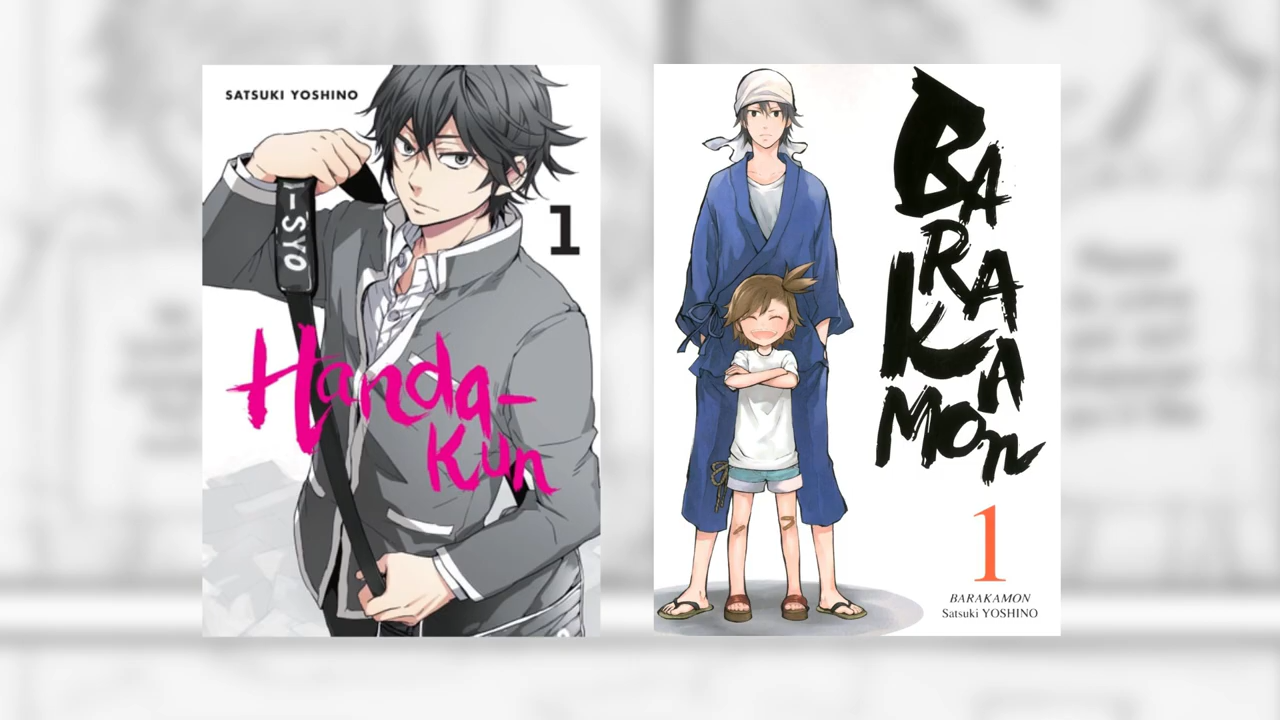 SATSUKI YOSHINO
I-SYO
1
Handa-
Kun
BA
RA
KA
Mon
1
BARAKAMON
Satsuki YOSHINO